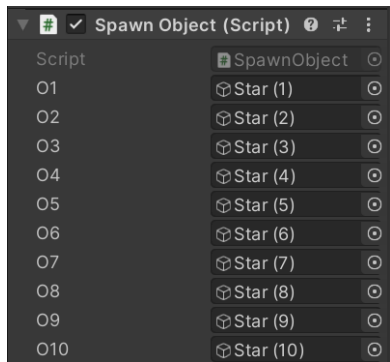 Spawn Object (Script)
Script SpawnObject
O1 Star (1)
O2 Star (2)
O3 Star (3)
O4 Star (4)
O5 Star (5)
O6 Star (6)
O7 Star (7)
O8 Star (8)
O9 Star (9)
O10 Star (10)